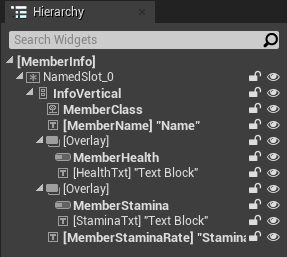 Hierarchy
Search Widgets
[MemberInfo]
NamedSlot_0
InfoVertical
MemberClass
[MemberName] "Name"
[Overlay]
MemberHealth
[HealthTxt] "Text Block"
[Overlay]
MemberStamina
[StaminaTxt] "Text Block"
[MemberStaminaRate] "Stamina